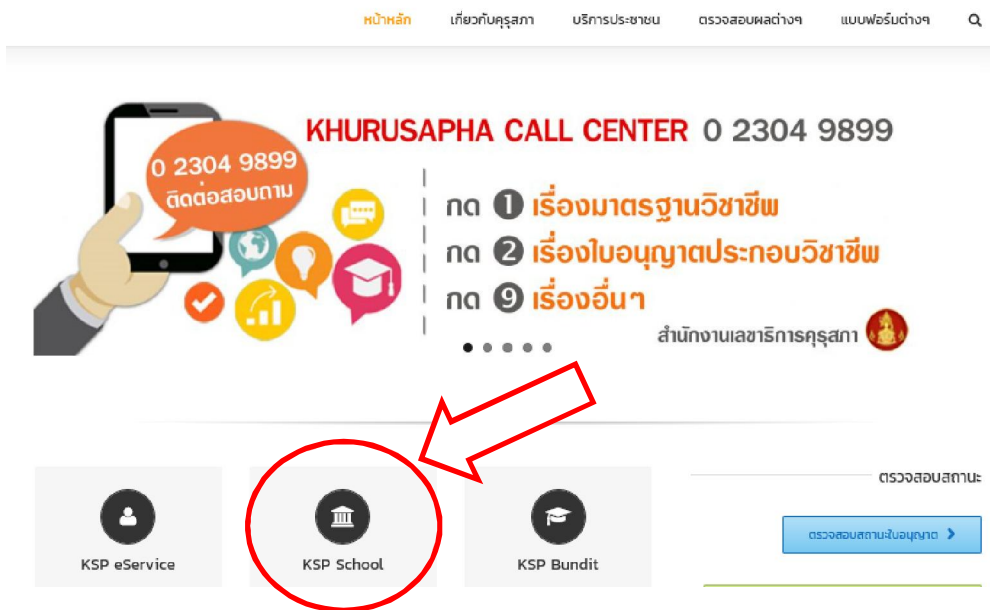 หน้าหลัก เกี่ยวกับคุรุสภา บริการประชาชน ตรวจสอบผลต่างๆ แบบฟอร์มต่างๆ
KHURUSAPHA CALL CENTER 0 2304 9899
0 2304 9899
ติดต่อสอบถาม
กด 1 เรื่องมาตรฐานวิชาชีพ
กด 2 เรื่องใบอนุญาตประกอบวิชาชีพ
กด 9 เรื่องอื่นๆ
สำนักงานเลขาธิการคุรุสภา
ตรวจสอบสถานะ
ตรวจสอบสถานะใบอนุญาต
KSP eService KSP School KSP Bundit